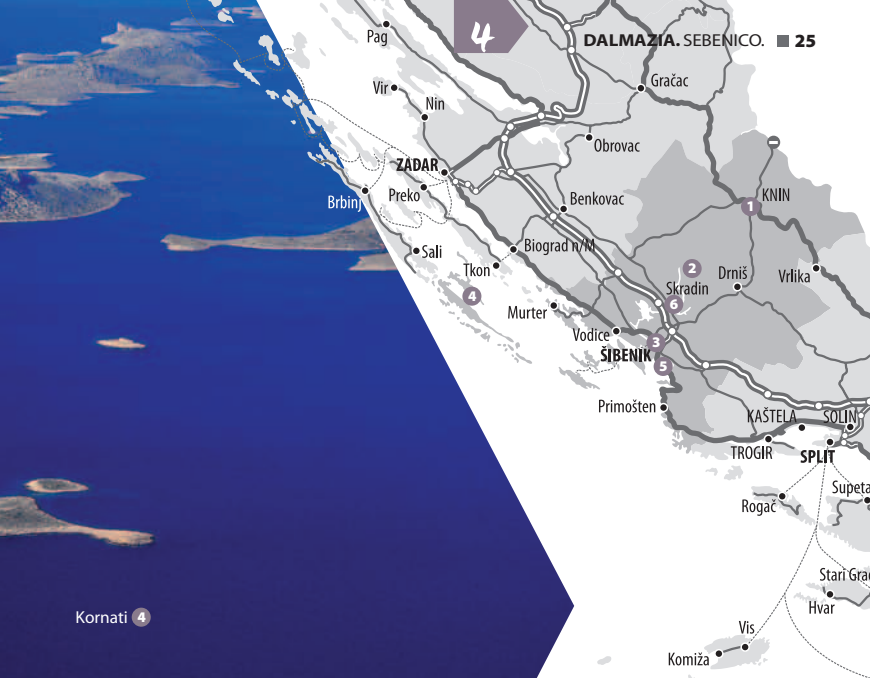 4
DALMAZIA. SEBENICO. 25
Pag
Gračac
Vir
Nin
Obrovac
ZADAR
KNIN
1
Brbinj
Preko
Benkovac
Sali
Biograd n/M
Tkon
2
Drniš
Vrlika
4
Skradin
6
Murter
Vodice
3
ŠIBENIK
5
Primošten
KAŠTELA
SOLIN
TROGIR
SPLIT
Rogač
Supeta
Stari Grad
Hvar
Kornati 4
Vis
Komiža